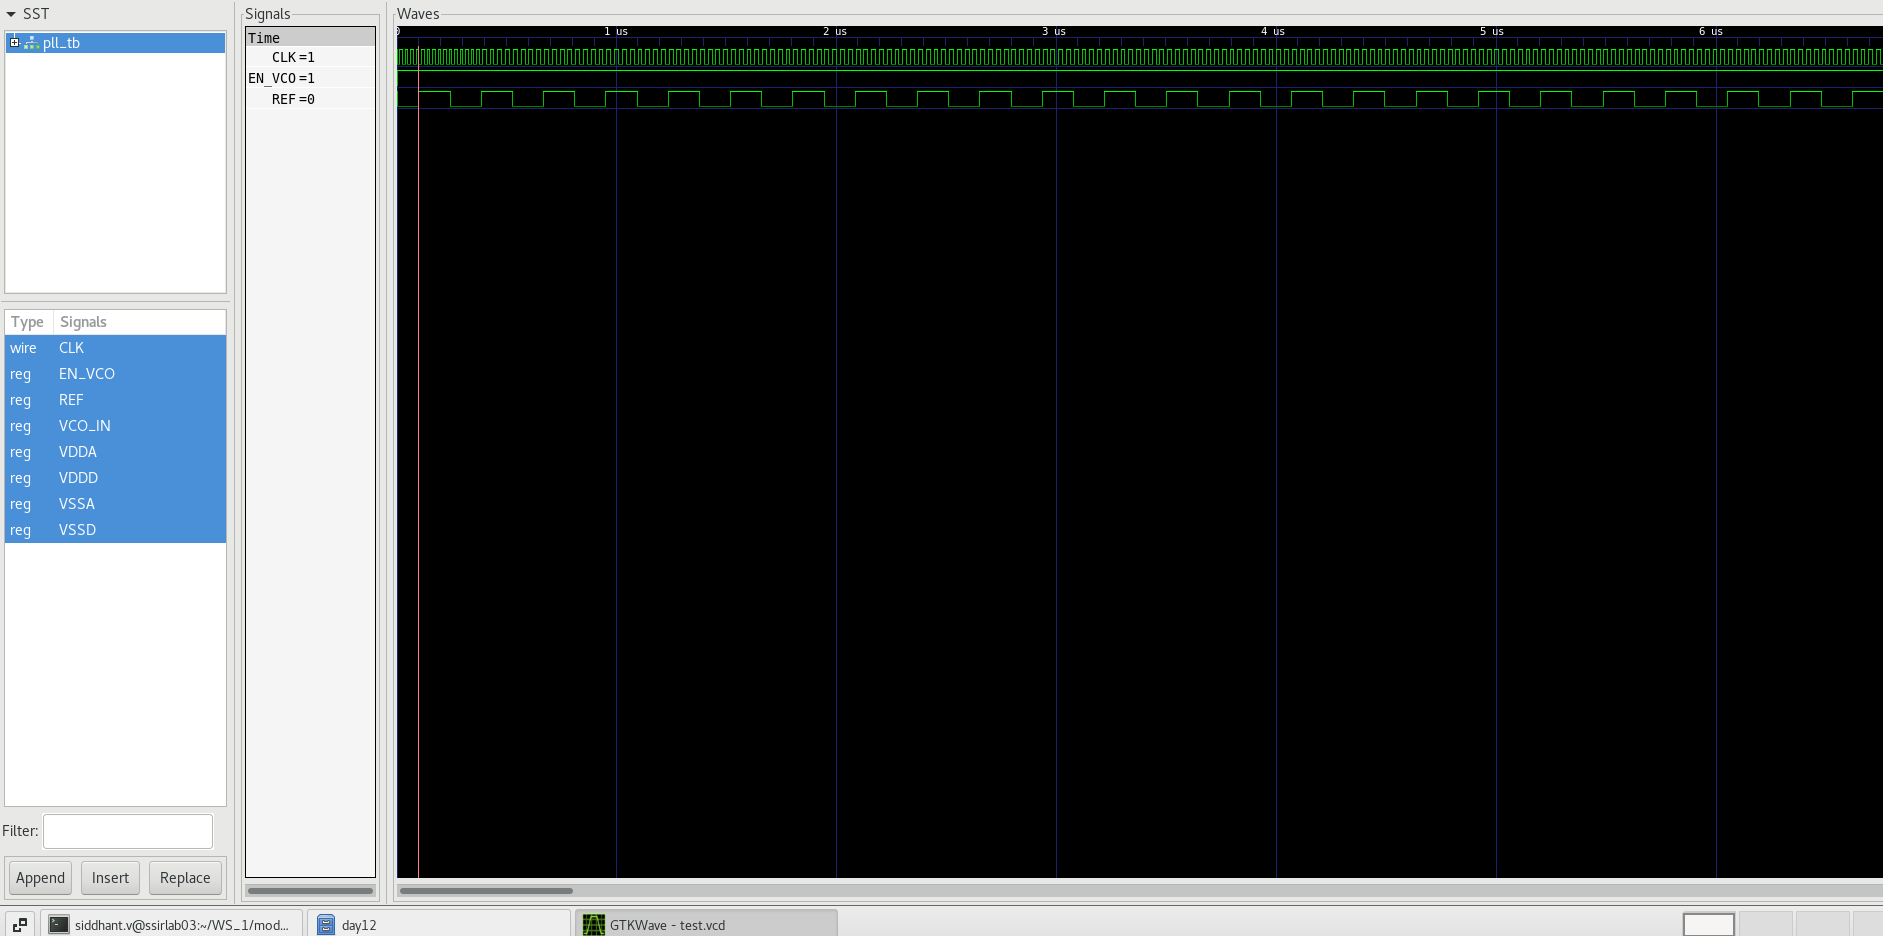 SST
pll_tb
Type Signals
wire CLK
reg EN_VCO
reg REF
reg VCO_IN
reg VDDA
reg VDDD
reg VSSA
reg VSSD
Filter:
Append Insert Replace
Signals
Time
CLK=1
EN_VCO=1
REF=0
Waves
0 1 us 2 us 3 us 4 us 5 us 6 us
siddhant.v@ssirlab03:~/WS_1/mod... day12 GTKWave - test.vcd